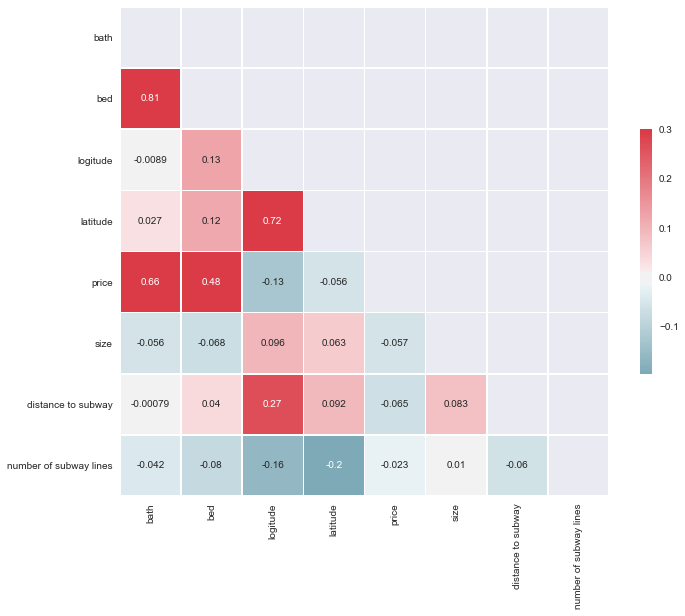 bath
bed
0.81
logitude
-0.0089 0.13
latitude
0.027 0.12 0.72
price
0.66 0.48 -0.13 -0.056
size
-0.056 -0.068 0.096 0.063 -0.057
distance to subway
-0.00079 0.04 0.27 0.092 -0.065 0.083
number of subway lines
-0.042 -0.08 -0.16 -0.2 -0.023 0.01 -0.06
bath
bed
logitude
latitude
price
size
distance to subway
number of subway lines
0.3
0.2
0.1
0.0
−0.1